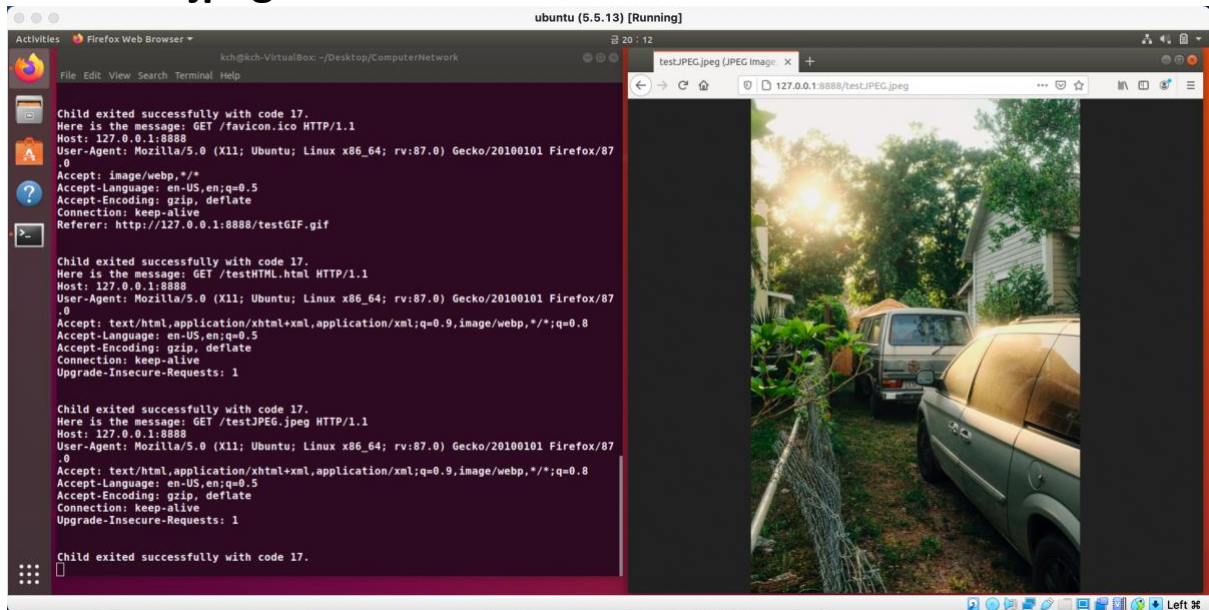 ubuntu (5.5.13) [Running]
Activities
Firefox Web Browser
금 20:12
kch@kch-VirtualBox: ~/Desktop/ComputerNetwork
File Edit View Search Terminal Help
Child exited successfully with code 17.
Here is the message: GET /favicon.ico HTTP/1.1
Host: 127.0.0.1:8888
User-Agent: Mozilla/5.0 (X11; Ubuntu; Linux x86_64; rv:87.0) Gecko/20100101 Firefox/87
.0
Accept: image/webp,*/*
Accept-Language: en-US,en;q=0.5
Accept-Encoding: gzip, deflate
Connection: keep-alive
Referer: http://127.0.0.1:8888/testGIF.gif
Child exited successfully with code 17.
Here is the message: GET /testHTML.html HTTP/1.1
Host: 127.0.0.1:8888
User-Agent: Mozilla/5.0 (X11; Ubuntu; Linux x86_64; rv:87.0) Gecko/20100101 Firefox/87
.0
Accept: text/html,application/xhtml+xml,application/xml;q=0.9,image/webp,*/*;q=0.8
Accept-Language: en-US,en;q=0.5
Accept-Encoding: gzip, deflate
Connection: keep-alive
Upgrade-Insecure-Requests: 1
Child exited successfully with code 17.
Here is the message: GET /testJPEG.jpeg HTTP/1.1
Host: 127.0.0.1:8888
User-Agent: Mozilla/5.0 (X11; Ubuntu; Linux x86_64; rv:87.0) Gecko/20100101 Firefox/87
.0
Accept: text/html,application/xhtml+xml,application/xml;q=0.9,image/webp,*/*;q=0.8
Accept-Language: en-US,en;q=0.5
Accept-Encoding: gzip, deflate
Connection: keep-alive
Upgrade-Insecure-Requests: 1
Child exited successfully with code 17.
testJPEG.jpeg (JPEG Image,
127.0.0.1:8888/testJPEG.jpeg
Left ⌘